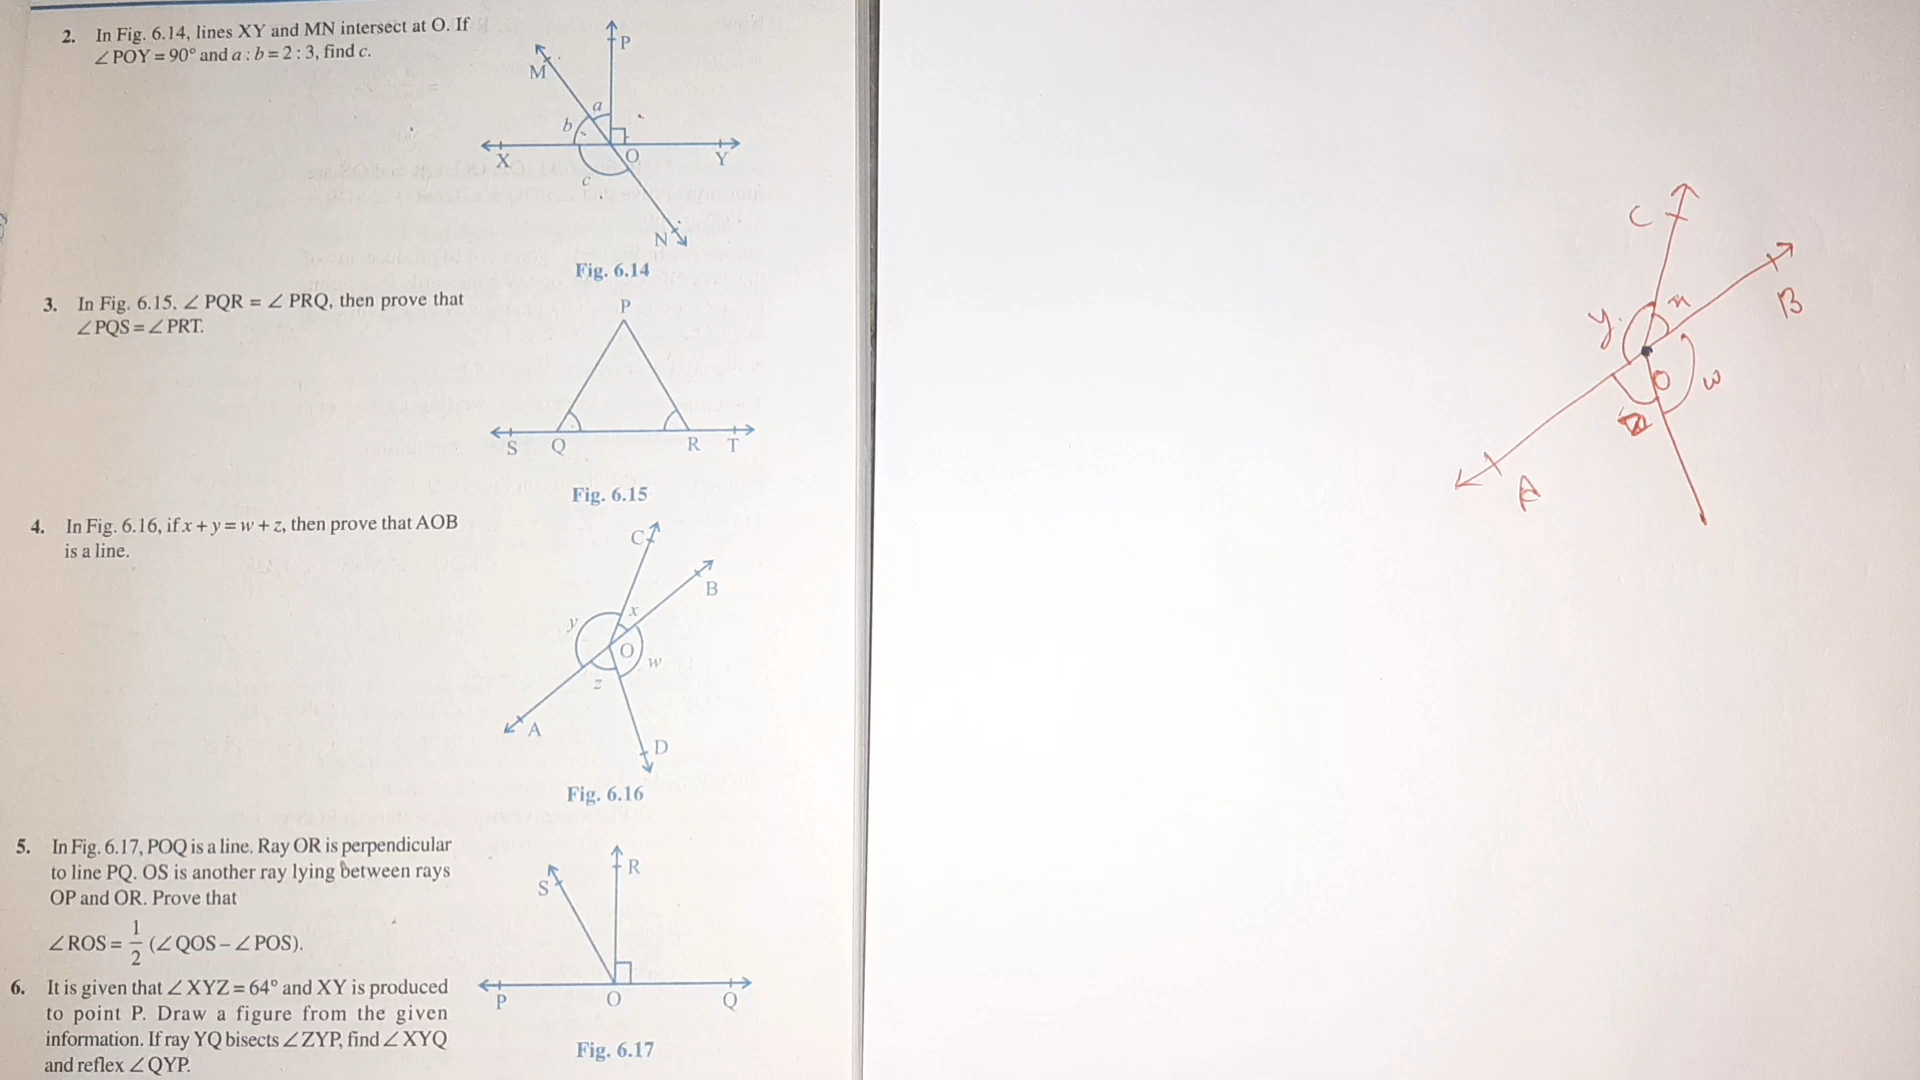 2. In Fig. 6.14, lines XY and MN intersect at O. If
∠POY = 90° and a : b = 2 : 3, find c.
P
M
a
b
X
O
Y
c
N
Fig. 6.14
3. In Fig. 6.15, ∠ PQR = ∠ PRQ, then prove that
∠PQS = ∠PRT.
P
S Q R T
Fig. 6.15
4. In Fig. 6.16, if x + y = w + z, then prove that AOB
is a line.
C
B
x
y
O
w
z
A
D
Fig. 6.16
5. In Fig. 6.17, POQ is a line. Ray OR is perpendicular
to line PQ. OS is another ray lying between rays
OP and OR. Prove that
∠ROS = 1/2 (∠QOS – ∠POS).
R
S
P O Q
Fig. 6.17
6. It is given that ∠XYZ = 64° and XY is produced
to point P. Draw a figure from the given
information. If ray YQ bisects ∠ZYP, find ∠XYQ
and reflex ∠QYP.
C
B
x
y
O
w
A